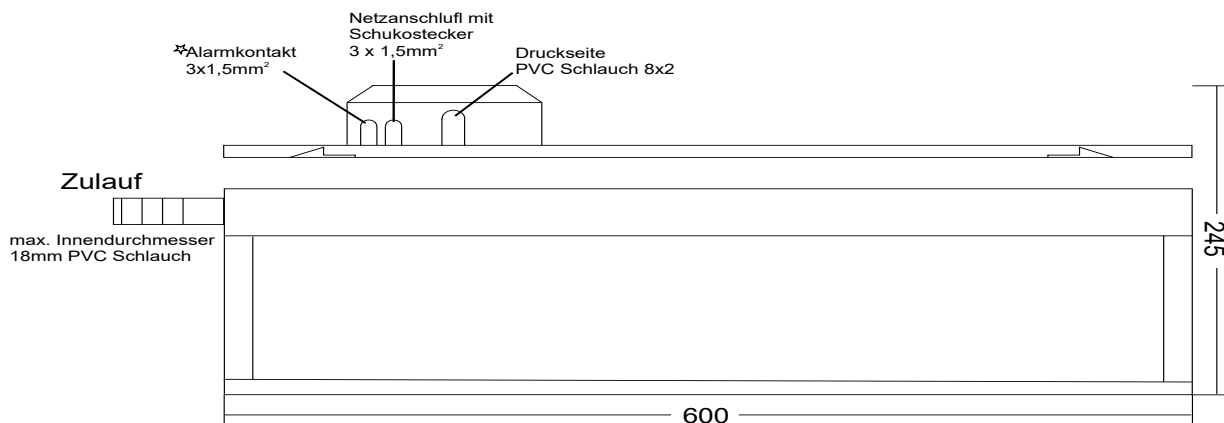 Netzanschlufl mit
Schukostecker
3 x 1,5mm²
☆Alarmkontakt
3x1,5mm²
Druckseite
PVC Schlauch 8x2
Zulauf
max. Innendurchmesser
18mm PVC Schlauch
245
600